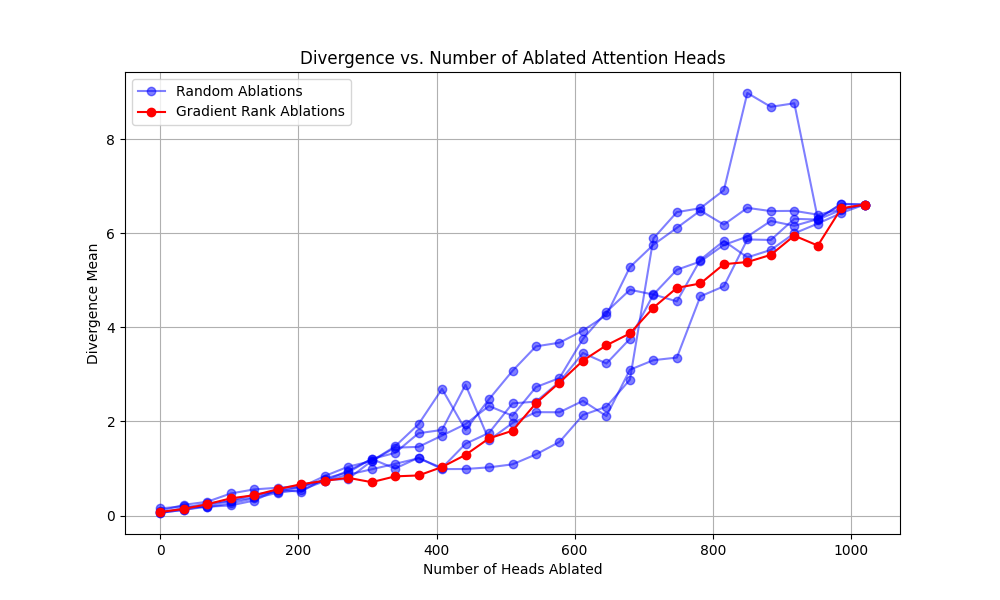 Divergence vs. Number of Ablated Attention Heads
Random Ablations
Gradient Rank Ablations
8
6
4
2
0
Divergence Mean
0 200 400 600 800 1000
Number of Heads Ablated